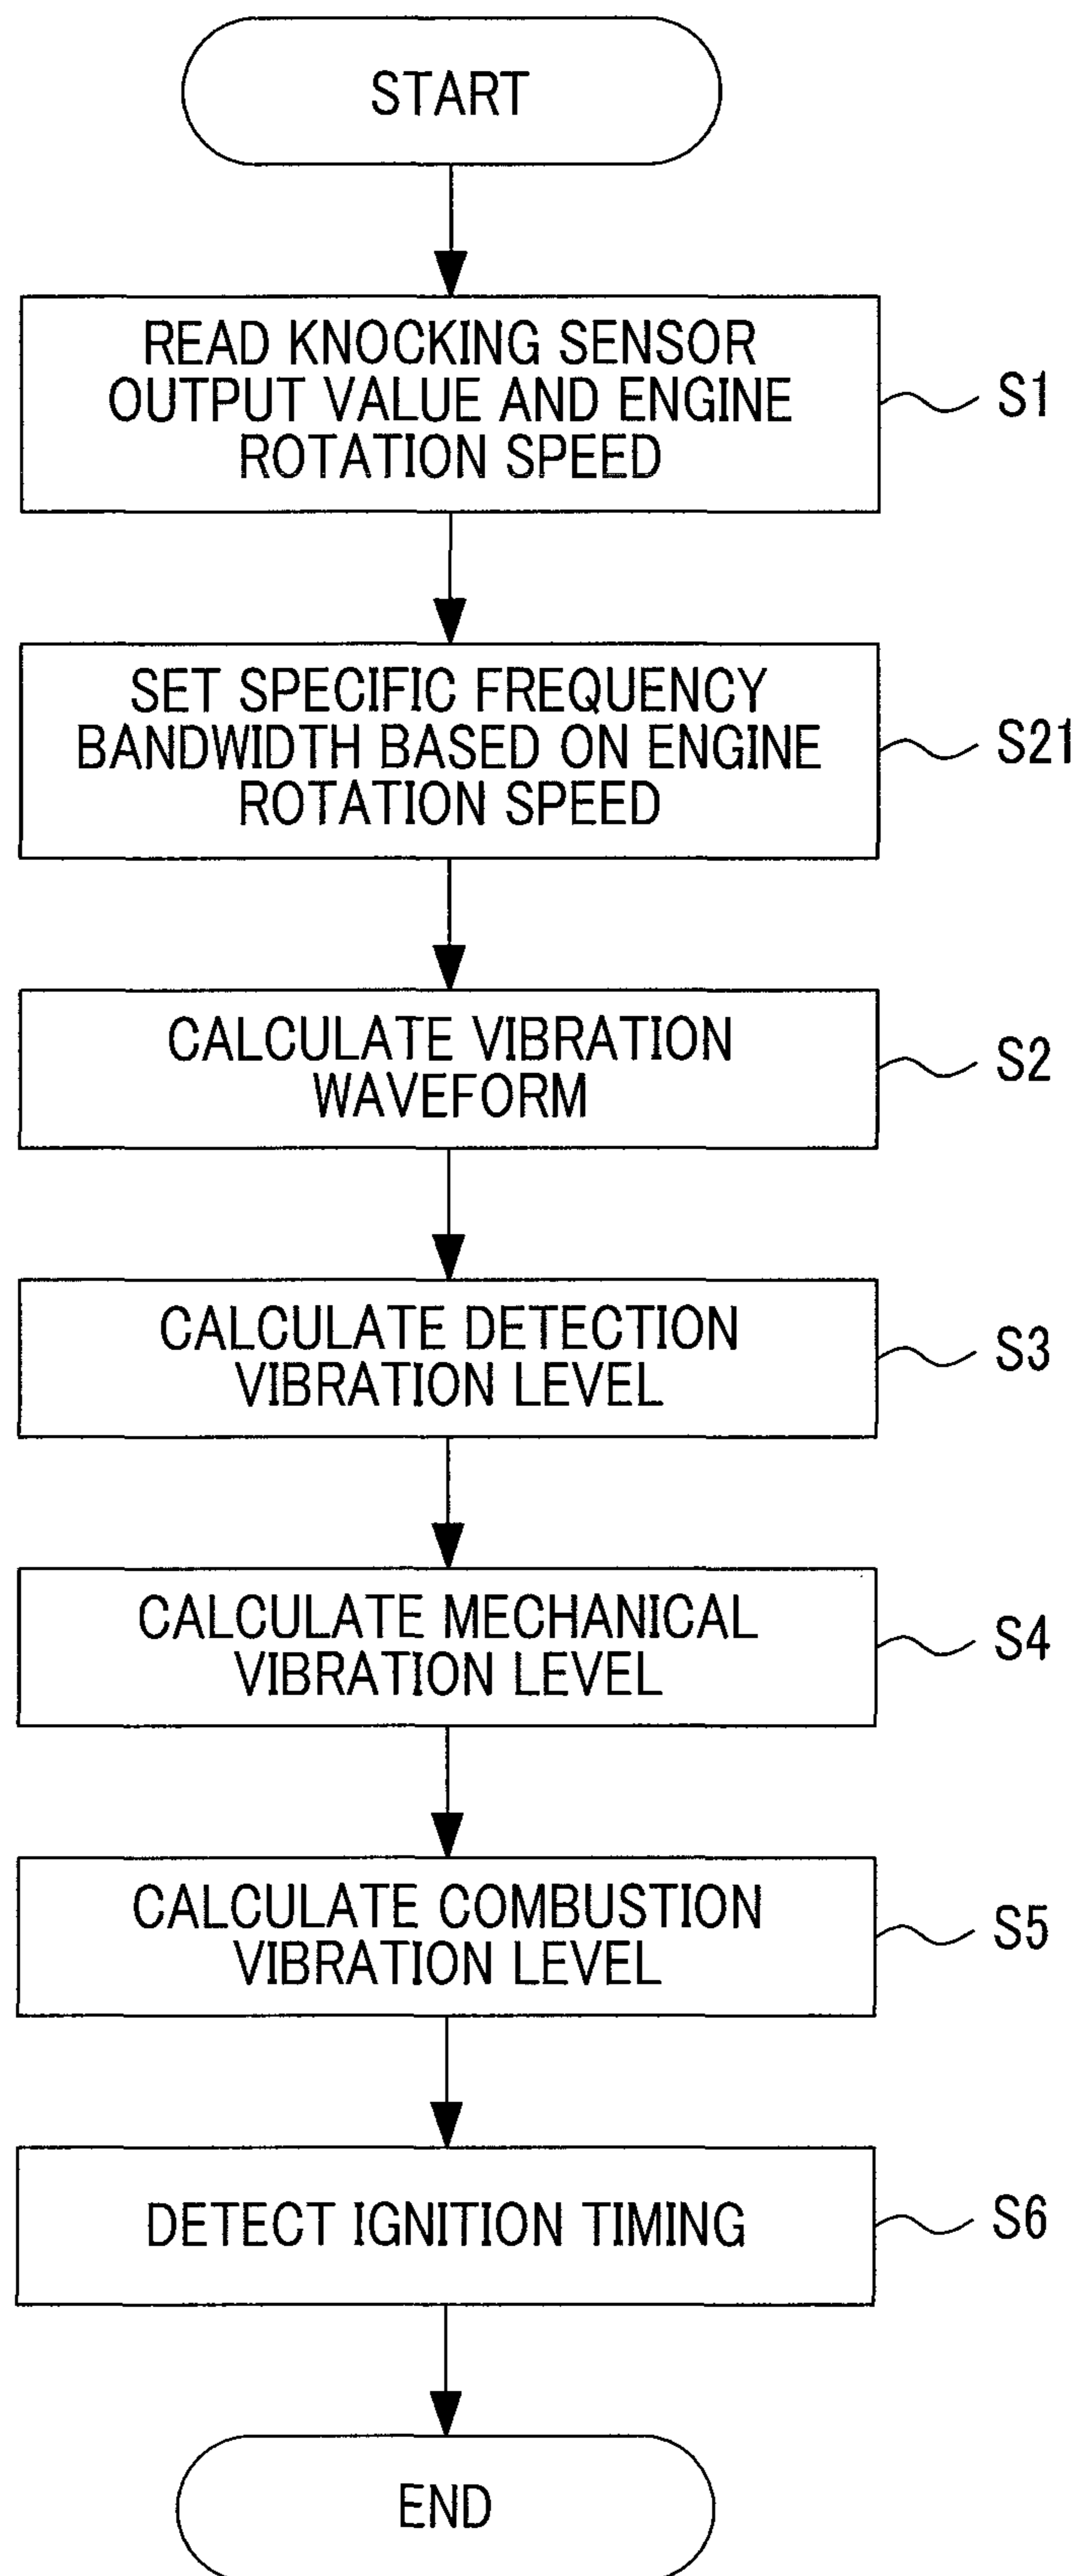 START
READ KNOCKING SENSOR
OUTPUT VALUE AND ENGINE
ROTATION SPEED
S1
SET SPECIFIC FREQUENCY
BANDWIDTH BASED ON ENGINE
ROTATION SPEED
S21
CALCULATE VIBRATION
WAVEFORM
S2
CALCULATE DETECTION
VIBRATION LEVEL
S3
CALCULATE MECHANICAL
VIBRATION LEVEL
S4
CALCULATE COMBUSTION
VIBRATION LEVEL
S5
DETECT IGNITION TIMING
S6
END